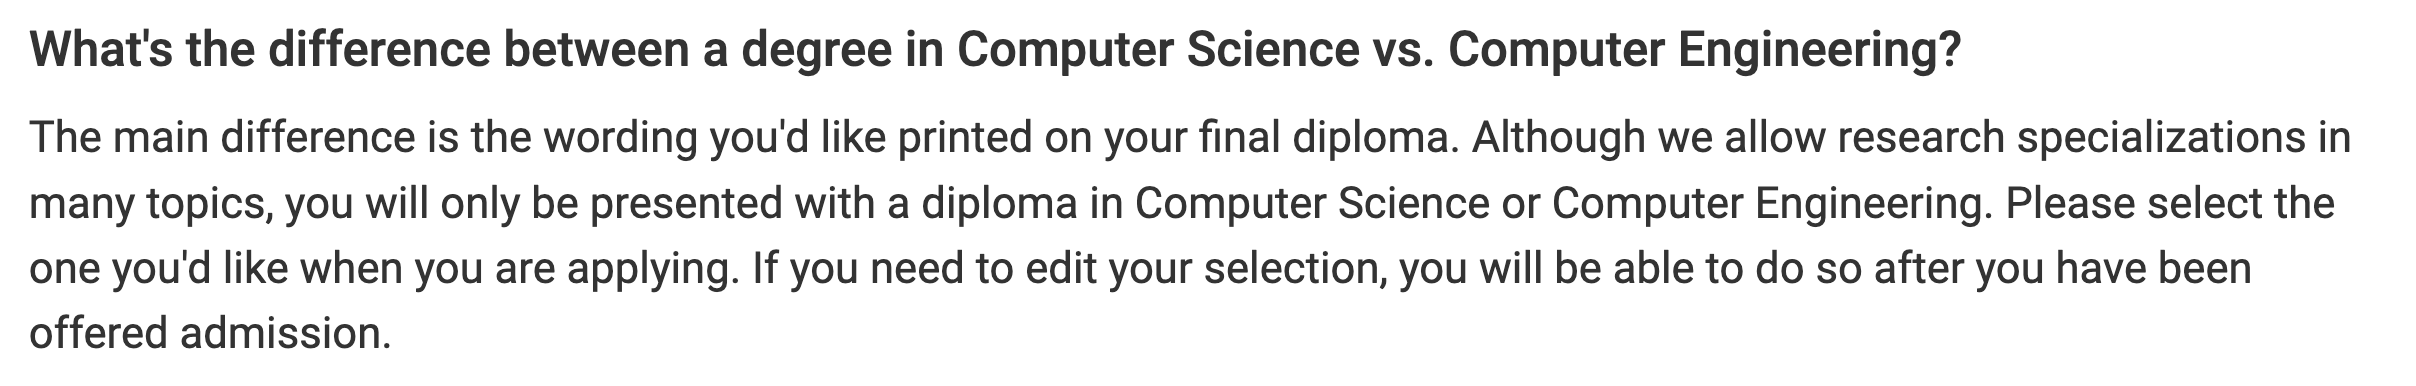 What's the difference between a degree in Computer Science vs. Computer Engineering?
The main difference is the wording you'd like printed on your final diploma. Although we allow research specializations in
many topics, you will only be presented with a diploma in Computer Science or Computer Engineering. Please select the
one you'd like when you are applying. If you need to edit your selection, you will be able to do so after you have been
offered admission.